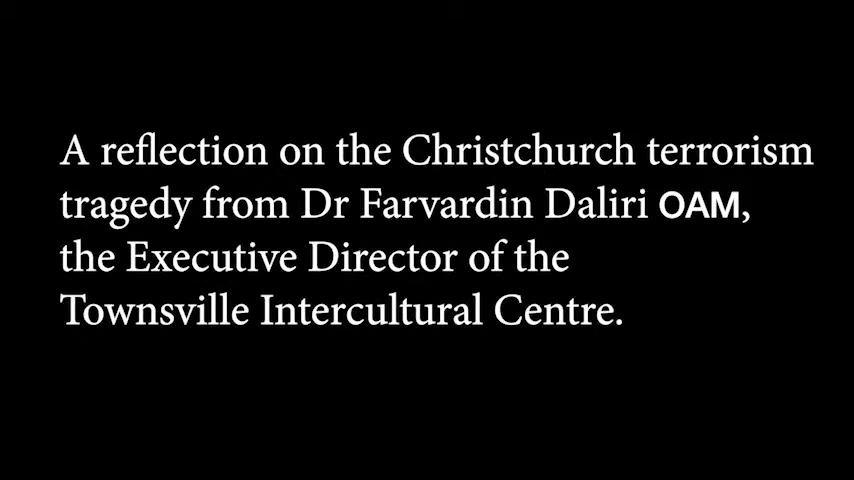 A reflection on the Christchurch terrorism
tragedy from Dr Farvardin Daliri OAM,
the Executive Director of the
Townsville Intercultural Centre.